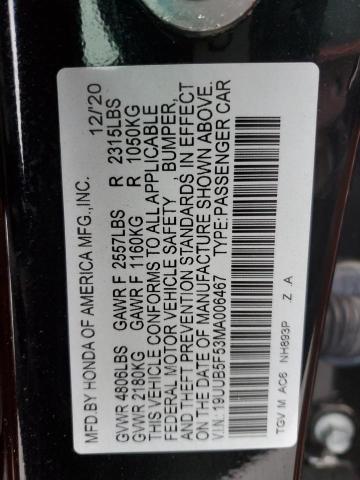 MFD BY HONDA OF AMERICA MFG.,INC. 12/20
GVWR 4806LBS GAWR F 2557LBS R 2315LBS
GVWR 2180KG GAWR F 1160KG R 1050KG
THIS VEHICLE CONFORMS TO ALL APPLICABLE
FEDERAL MOTOR VEHICLE SAFETY , BUMPER,
AND THEFT PREVENTION STANDARDS IN EFFECT
ON THE DATE OF MANUFACTURE SHOWN ABOVE.
V.I.N.: 19UUB5F53MA006467 TYPE:PASSENGER CAR
TGV M AC6 NH893P Z .A